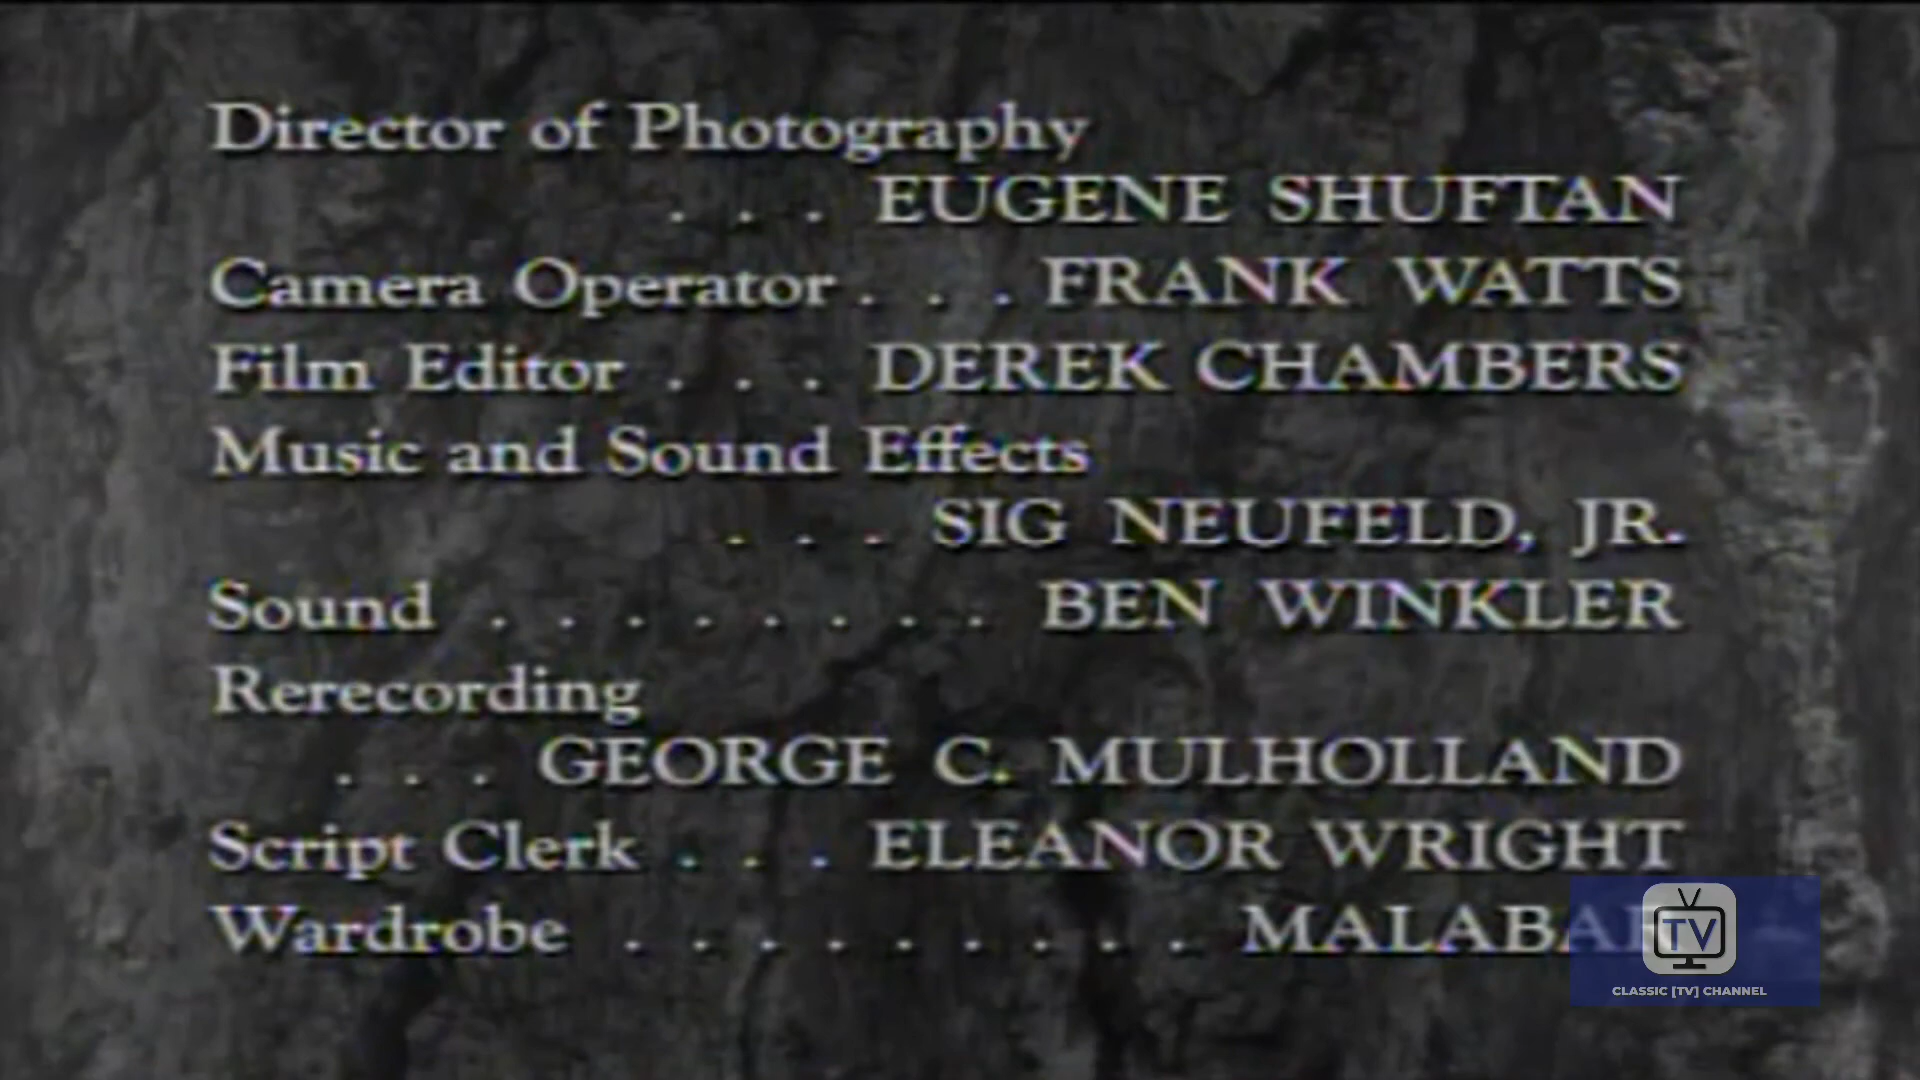 Director of Photography
. . . EUGENE SHUFTAN
Camera Operator . . . FRANK WATTS
Film Editor . . . DEREK CHAMBERS
Music and Sound Effects
. . . SIG NEUFELD, JR.
Sound . . . . . . . . BEN WINKLER
Rerecording
. . . GEORGE C. MULHOLLAND
Script Clerk . . . ELEANOR WRIGHT
Wardrobe . . . . . . . . .
TV
CLASSIC [TV] CHANNEL